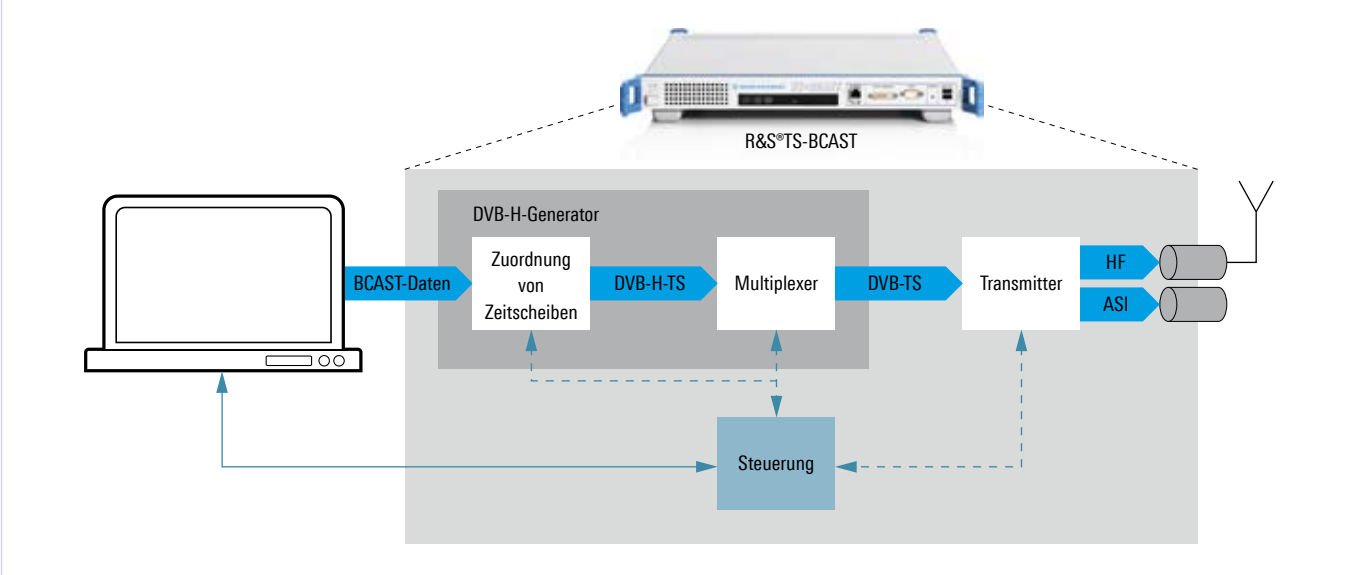 R&S®TS-BCAST
DVB-H-Generator
BCAST-Daten
Zuordnung
von
Zeitscheiben
DVB-H-TS
Multiplexer
DVB-TS
Transmitter
HF
ASI
Steuerung